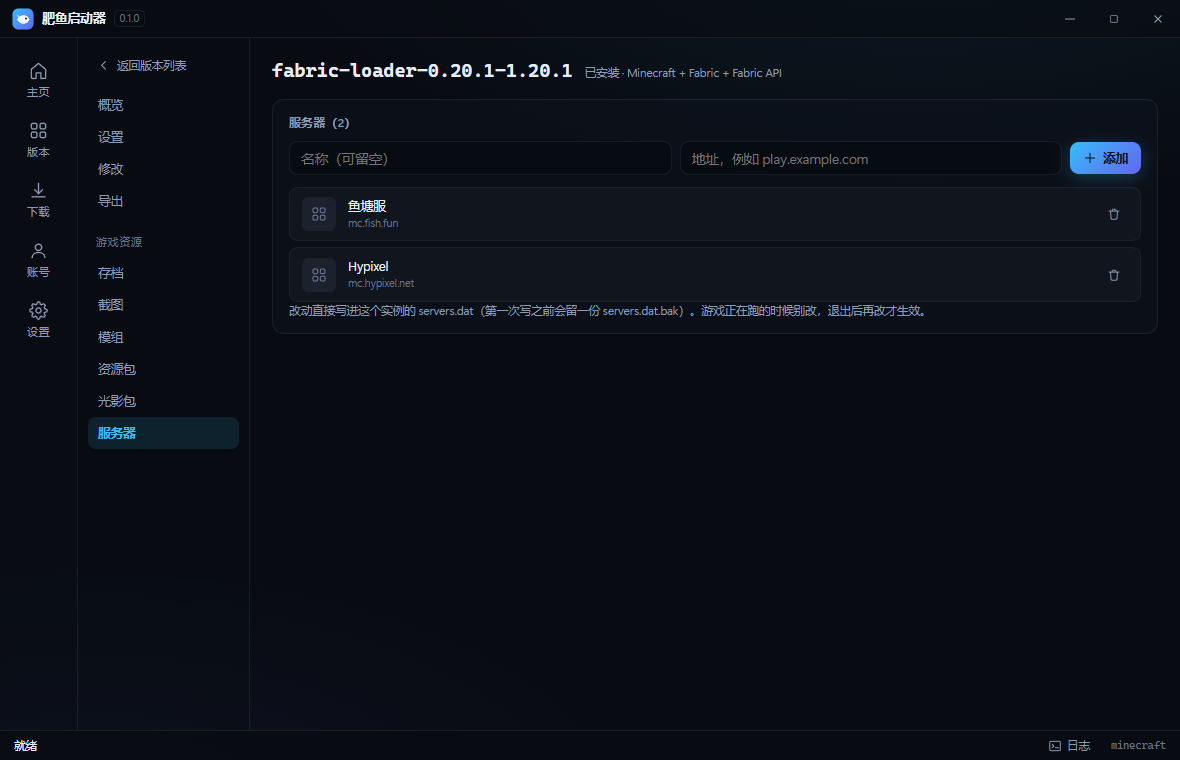 肥鱼启动器 0.1.0
主页
版本
下载
账号
设置
返回版本列表
概览
设置
修改
导出
游戏资源
存档
截图
模组
资源包
光影包
服务器
fabric-loader-0.20.1-1.20.1 已安装 · Minecraft + Fabric + Fabric API
服务器（2）
名称（可留空） 地址，例如 play.example.com + 添加
鱼塘服
mc.fish.fun
Hypixel
mc.hypixel.net
改动直接写进这个实例的 servers.dat（第一次写之前会留一份 servers.dat.bak）。游戏正在跑的时候别改，退出后再改才生效。
就绪 日志 minecraft